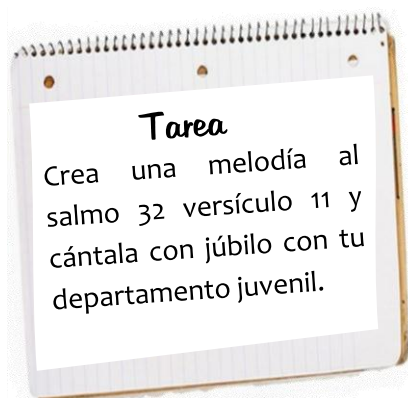 Tarea
Crea una melodía al
salmo 32 versículo 11 y
cántala con júbilo con tu
departamento juvenil.